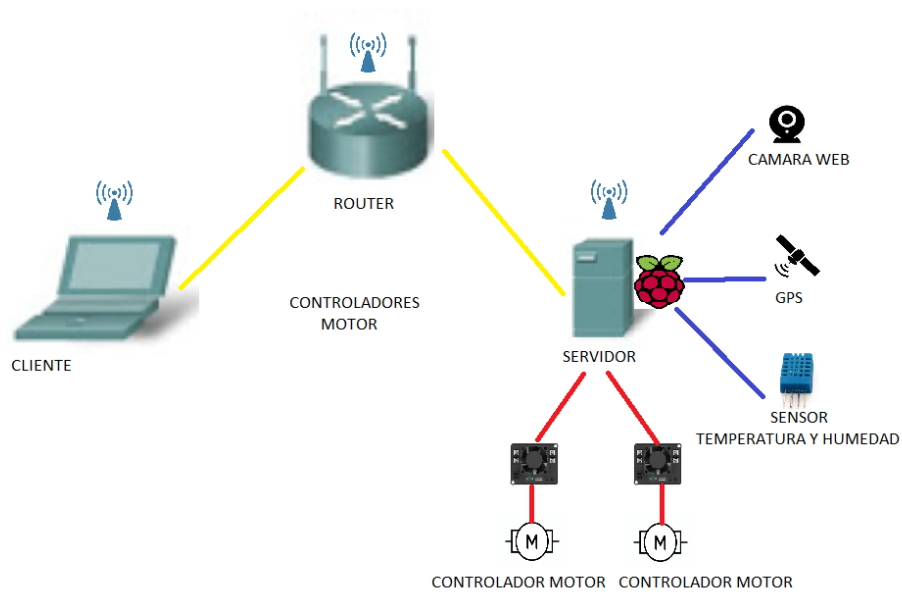 CAMARA WEB
ROUTER
GPS
CONTROLADORES
MOTOR
SERVIDOR
CLIENTE
SENSOR
TEMPERATURA Y HUMEDAD
M
M
CONTROLADOR MOTOR
CONTROLADOR MOTOR